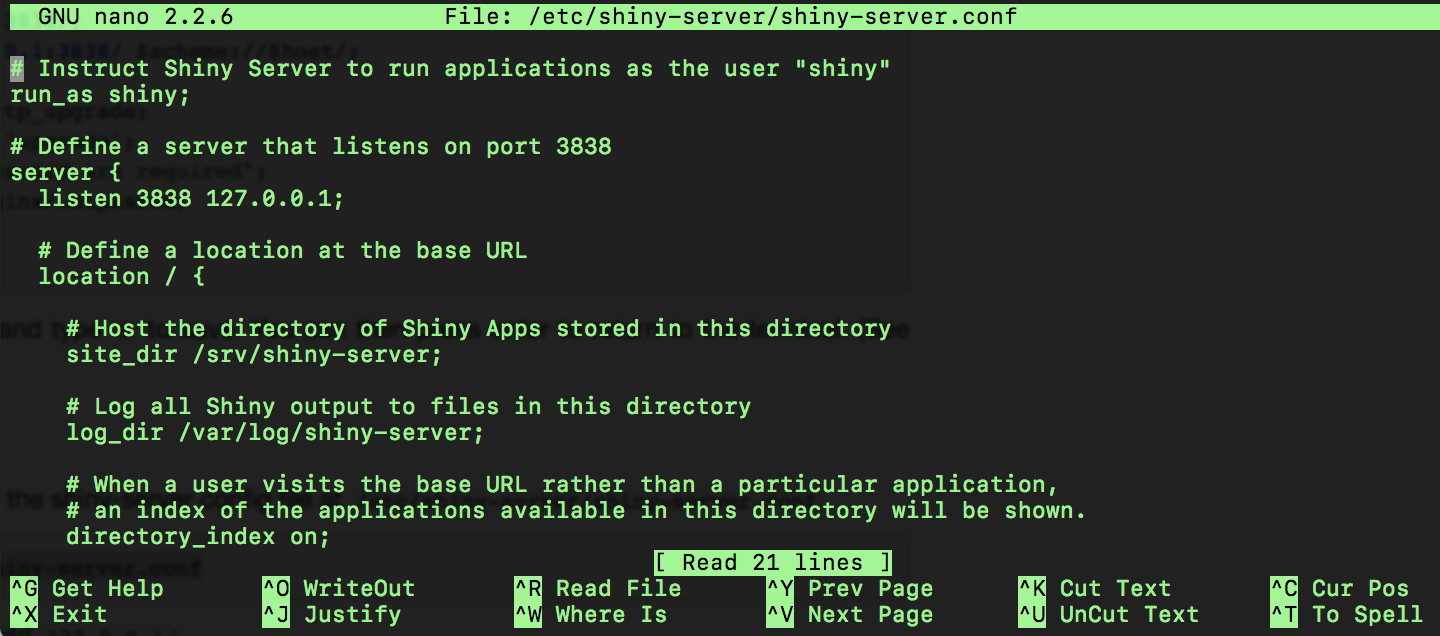 GNU nano 2.2.6 File: /etc/shiny-server/shiny-server.conf
# Instruct Shiny Server to run applications as the user "shiny"
run_as shiny;
# Define a server that listens on port 3838
server {
listen 3838 127.0.0.1;
# Define a location at the base URL
location / {
# Host the directory of Shiny Apps stored in this directory
site_dir /srv/shiny-server;
# Log all Shiny output to files in this directory
log_dir /var/log/shiny-server;
# When a user visits the base URL rather than a particular application,
# an index of the applications available in this directory will be shown.
directory_index on;
[ Read 21 lines ]
^G Get Help ^O WriteOut ^R Read File ^Y Prev Page ^K Cut Text ^C Cur Pos
^X Exit ^J Justify ^W Where Is ^V Next Page ^U UnCut Text ^T To Spell